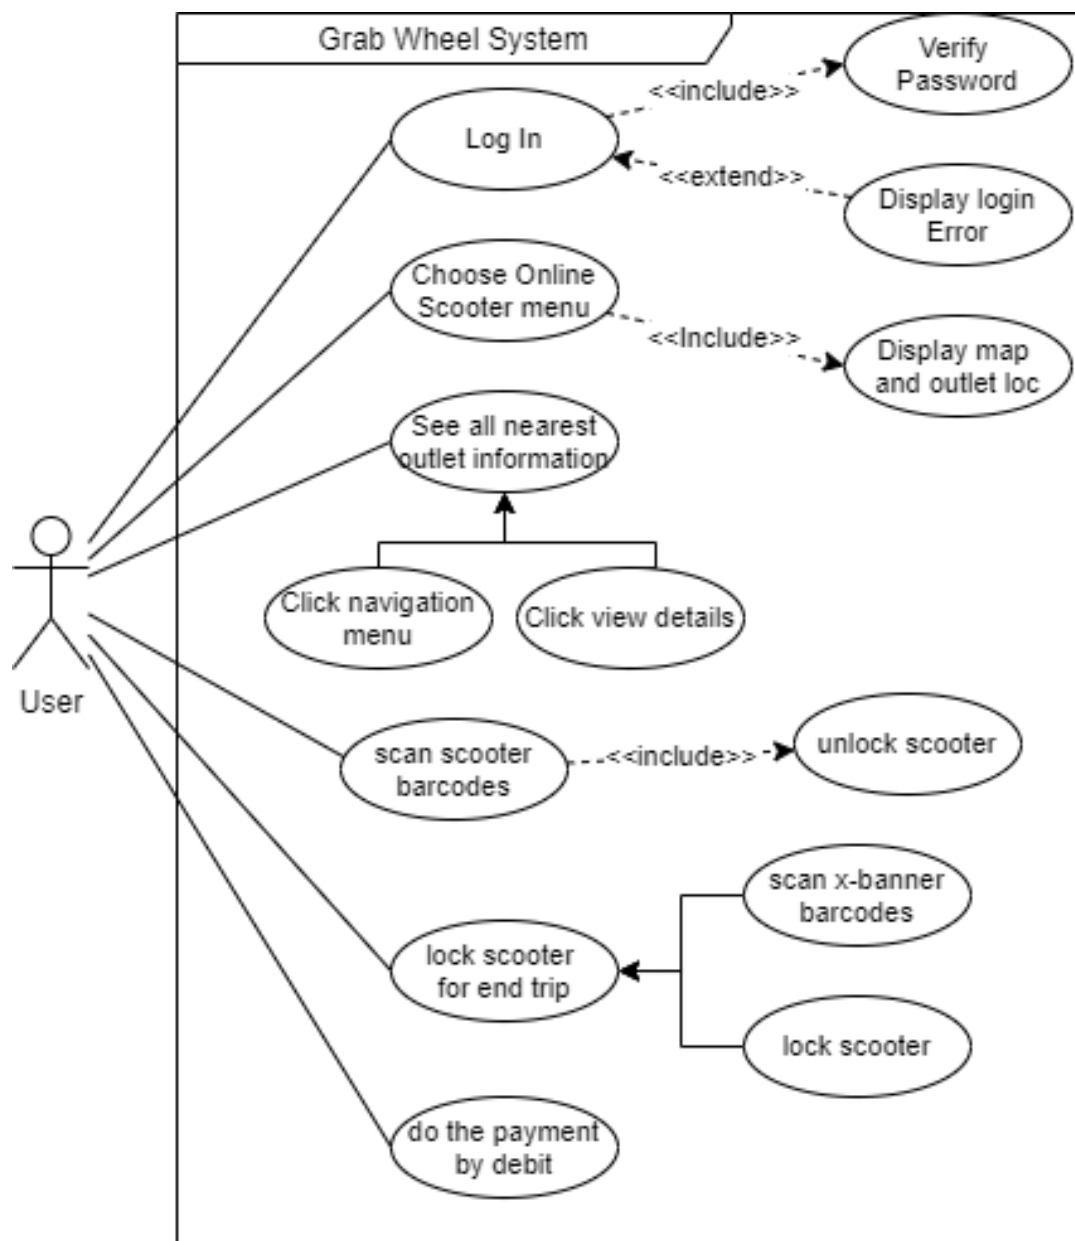 Grab Wheel System
Verify
Password
<<include>>
Log In
<<extend>>
Display login
Error
Choose Online
Scooter menu
<<Include>>
Display map
and outlet loc
See all nearest
outlet information
Click navigation
menu
Click view details
User
scan scooter
barcodes
<<include>>
unlock scooter
scan x-banner
barcodes
lock scooter
for end trip
lock scooter
do the payment
by debit